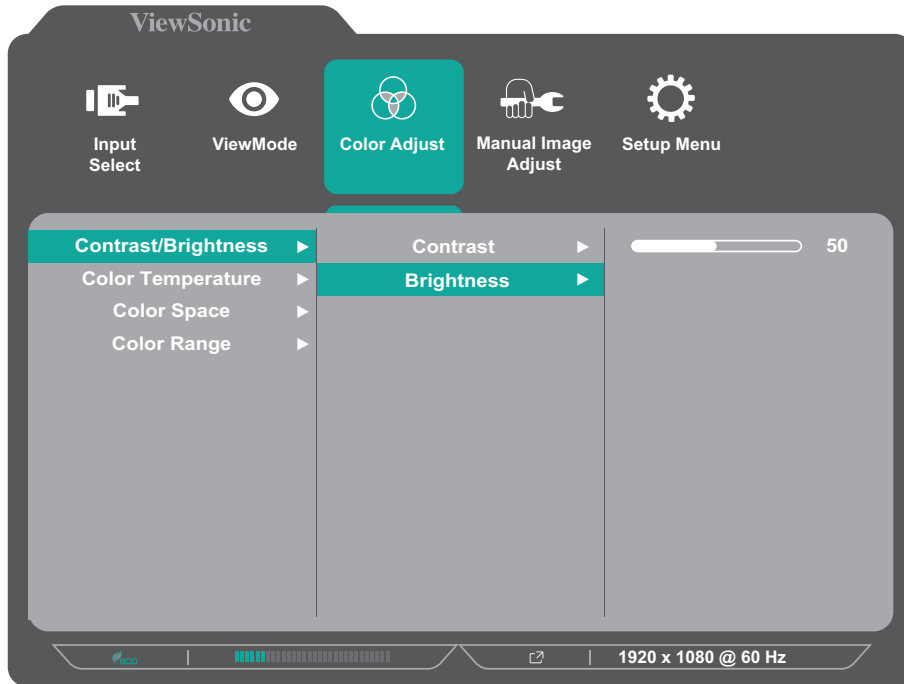 ViewSonic
Input
Select
ViewMode
Color Adjust
Manual Image
Adjust
Setup Menu
Contrast/Brightness
Color Temperature
Color Space
Color Range
Contrast
Brightness
50
eco
1920 x 1080 @ 60 Hz